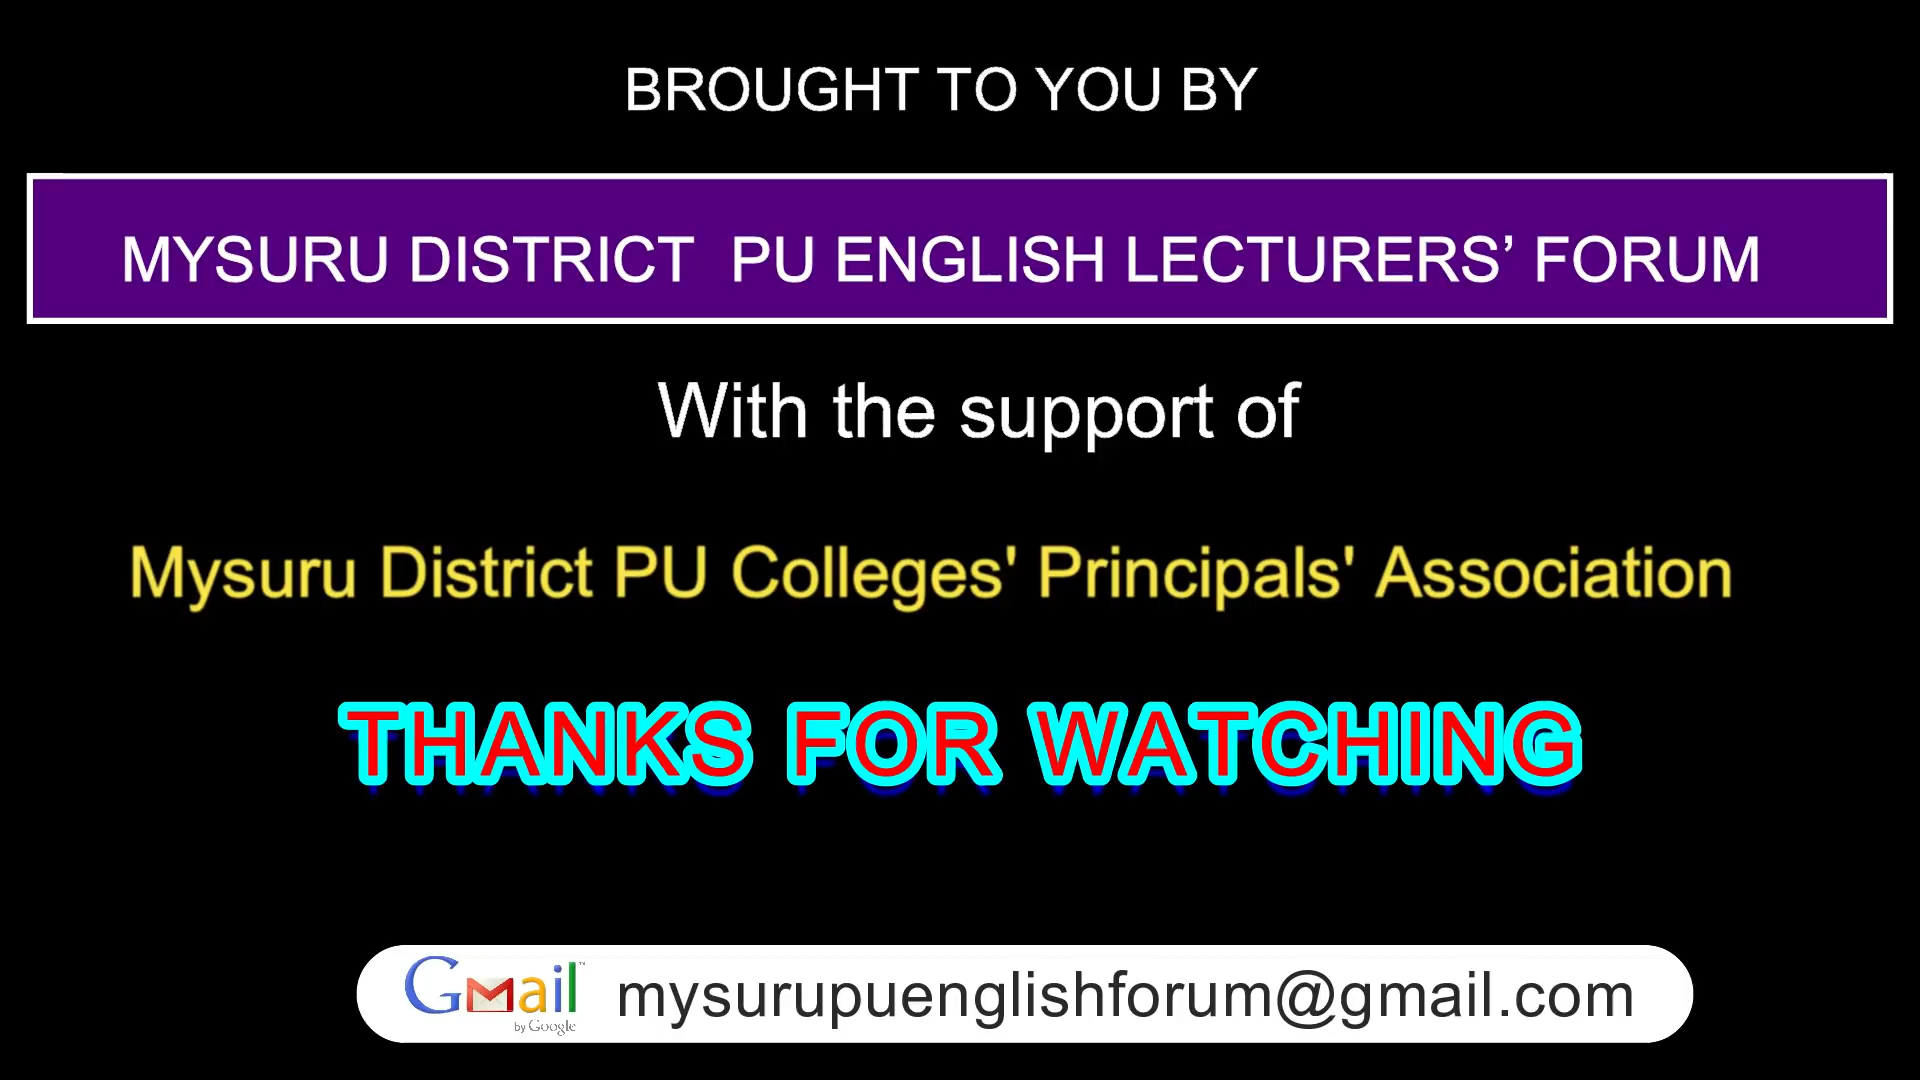 BROUGHT TO YOU BY
MYSURU DISTRICT  PU ENGLISH LECTURERS’ FORUM
With the support of
Mysuru District PU Colleges' Principals' Association
THANKS FOR WATCHING
Gmail™ by Google
mysurupuenglishforum@gmail.com